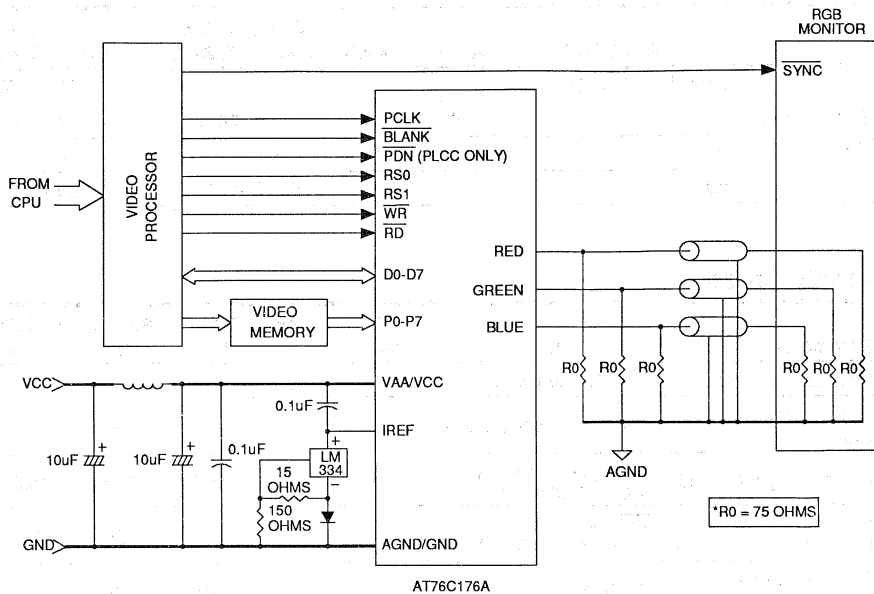 RGB
MONITOR
SYNC
PCLK
BLANK
PDN (PLCC ONLY)
RS0
RS1
WR
RD
FROM
CPU
VIDEO
PROCESSOR
D0-D7
VIDEO
MEMORY
P0-P7
RED
GREEN
BLUE
R0
R0
R0
R0
R0
R0
VCC
VAA/VCC
0.1uF
IREF
+
+
+
10uF
10uF
0.1uF
LM
334
15
OHMS
−
150
OHMS
AGND
*R0 = 75 OHMS
GND
AGND/GND
AT76C176A